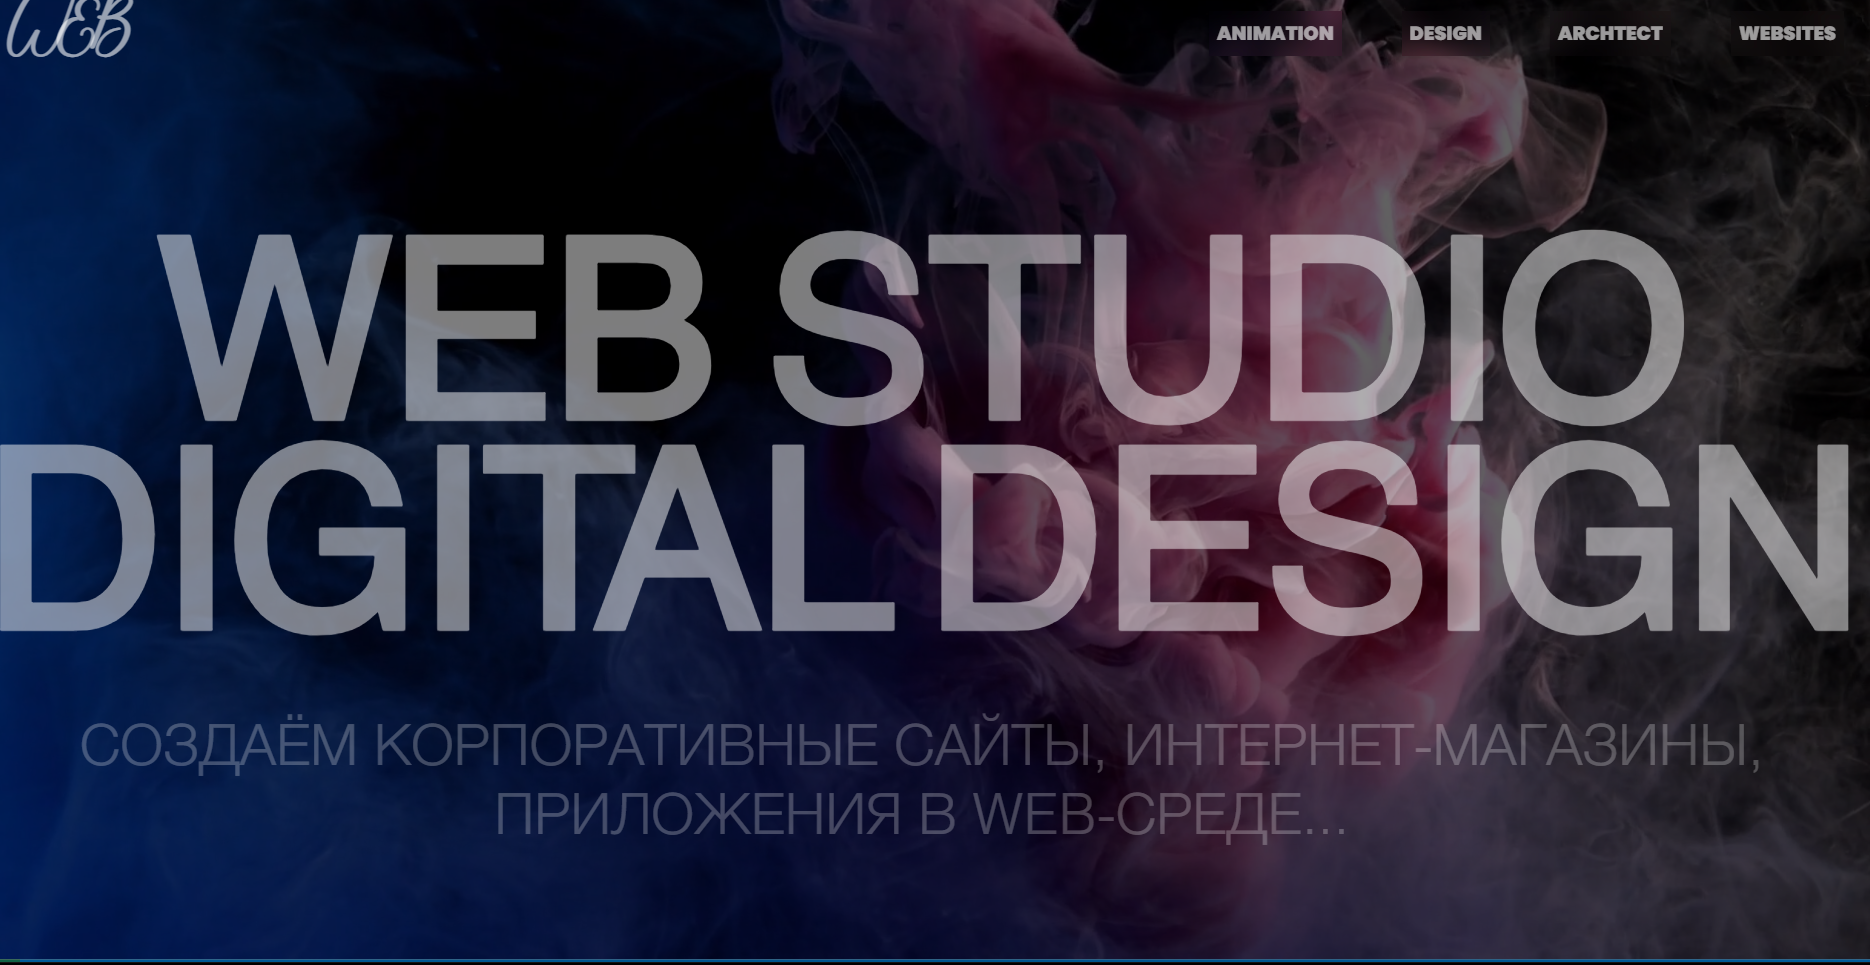 WEB
ANIMATION DESIGN ARCHTECT WEBSITES
WEB STUDIO
DIGITAL DESIGN
СОЗДАЁМ КОРПОРАТИВНЫЕ САЙТЫ, ИНТЕРНЕТ-МАГАЗИНЫ,
ПРИЛОЖЕНИЯ В WEB-СРЕДЕ...